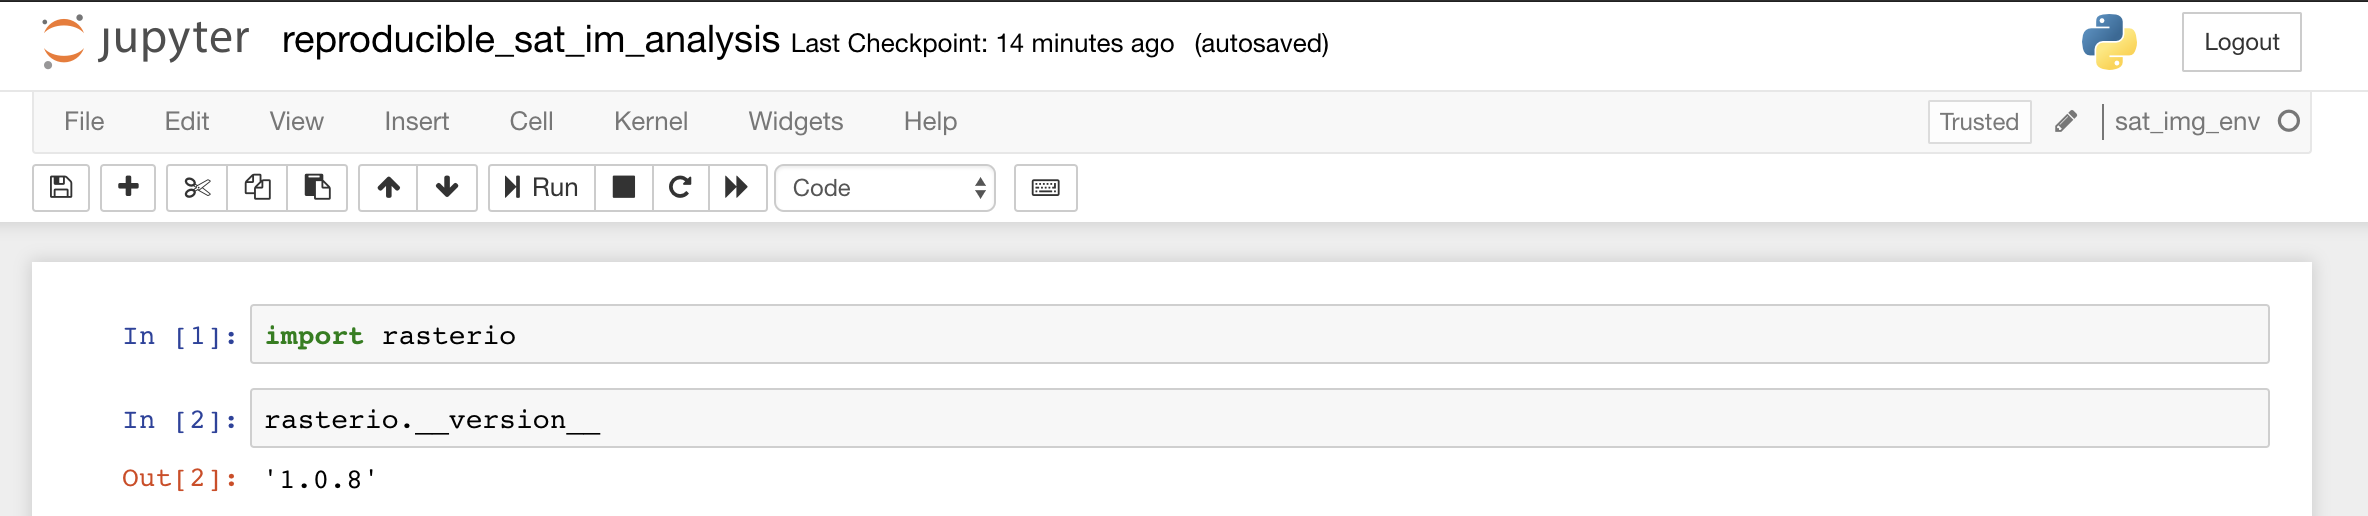 jupyter reproducible_sat_im_analysis Last Checkpoint: 14 minutes ago (autosaved) Logout
File Edit View Insert Cell Kernel Widgets Help Trusted sat_img_env
Run Code
In [1]: import rasterio
In [2]: rasterio.__version__
Out[2]: '1.0.8'